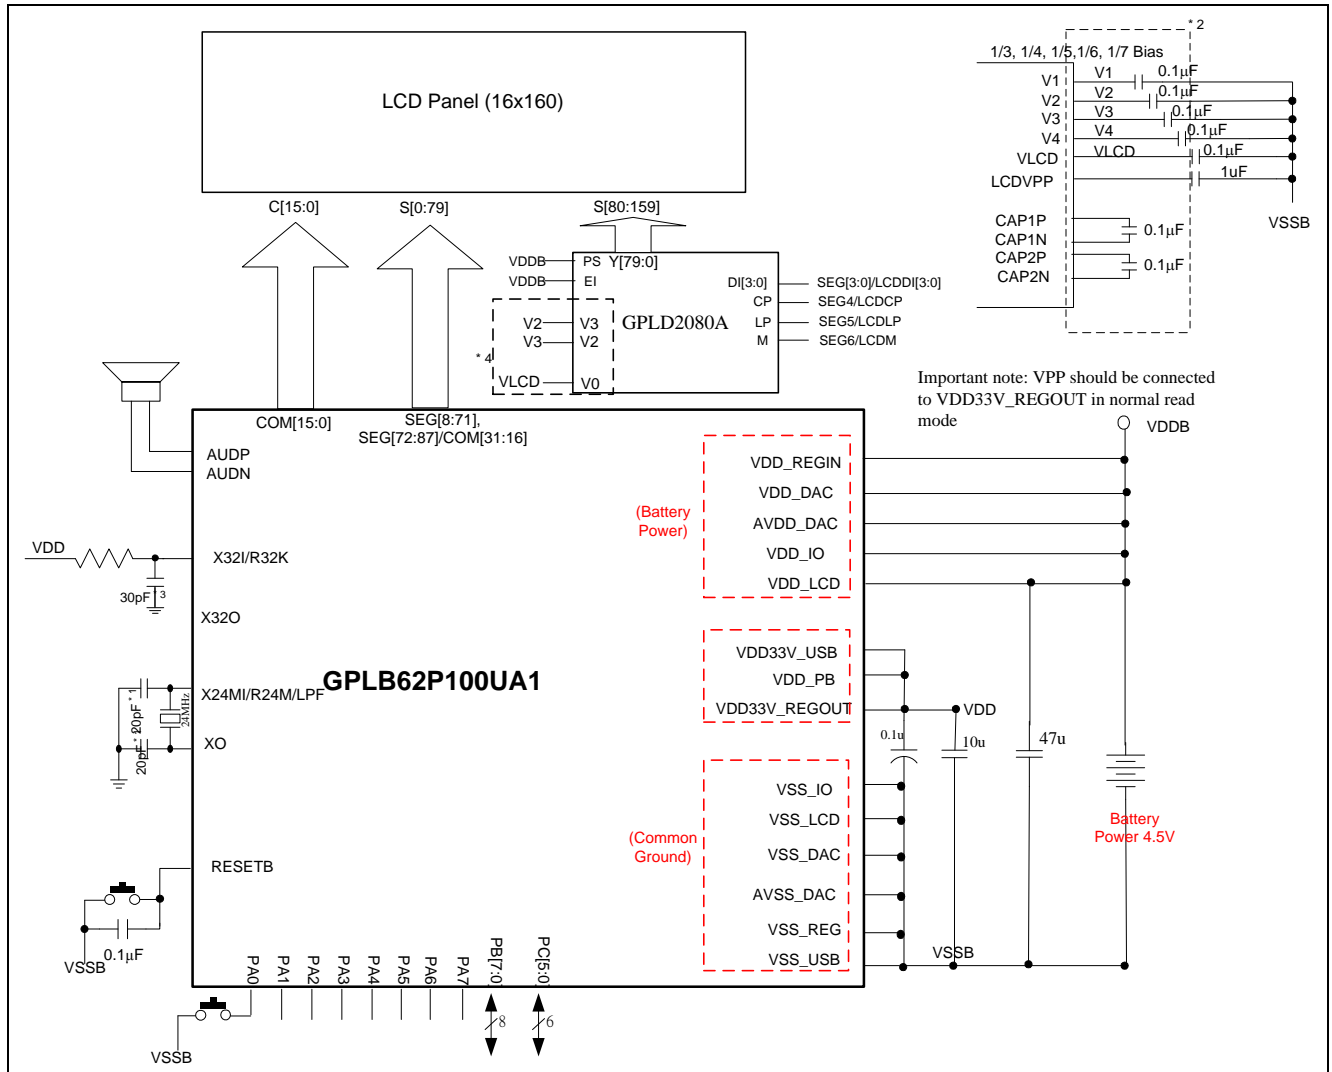 LCD Panel (16x160)
C[15:0]
S[0:79]
S[80:159]
* 2
1/3, 1/4, 1/5,1/6, 1/7 Bias
V1 V1 0.1µF
V2 V2 0.1µF
V3 V3 0.1µF
V4 V4 0.1µF
VLCD VLCD 0.1µF
LCDVPP 1uF
CAP1P
CAP1N
0.1µF
CAP2P
CAP2N
0.1µF
VSSB
VDDB PS Y[79:0]
VDDB EI
DI[3:0] SEG[3:0]/LCDDI[3:0]
CP SEG4/LCDCP
LP SEG5/LCDLP
M SEG6/LCDM
GPLD2080A
V2 V3
V3 V2
* 4
VLCD V0
Important note: VPP should be connected
to VDD33V_REGOUT in normal read
mode
VDDB
COM[15:0]
SEG[8:71],
SEG[72:87]/COM[31:16]
AUDP
AUDN
VDD
X32I/R32K
30pF * 3
X32O
GPLB62P100UA1
X24MI/R24M/LPF
20pF * 1
24MHz
XO
20pF * 1
RESETB
0.1µF
VSSB
(Battery
Power)
VDD_REGIN
VDD_DAC
AVDD_DAC
VDD_IO
VDD_LCD
VDD33V_USB
VDD_PB
VDD33V_REGOUT
VDD
0.1u
10u
47u
(Common
Ground)
VSS_IO
VSS_LCD
VSS_DAC
AVSS_DAC
VSS_REG
VSS_USB
VSSB
Battery
Power 4.5V
PA0
PA1
PA2
PA3
PA4
PA5
PA6
PA7
PB[7:0]
PC[5:0]
8
6
VSSB